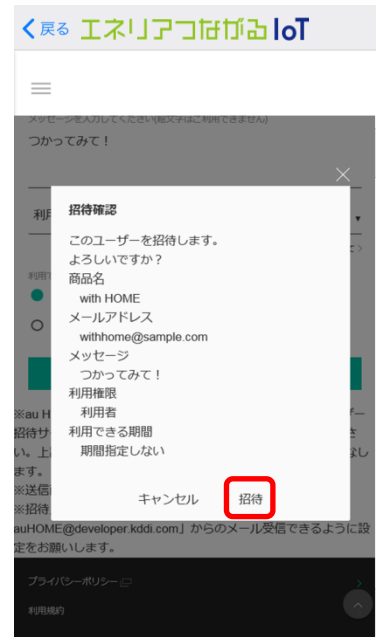 戻る エネリアつながるIoT
メッセージを入力してください(絵文字はご利用できません)
つかってみて！
招待確認
利用
このユーザーを招待します。
よろしいですか？
商品名
with HOME
メールアドレス
withhome@sample.com
メッセージ
つかってみて！
利用権限
利用者
利用できる期間
期間指定しない
キャンセル 招待
※au H
招待サ
い。上
ます。
※送信
※招待
auHOME@developer.kddi.com」からのメール受信できるように設
定をお願いします。
プライバシーポリシー
利用規約